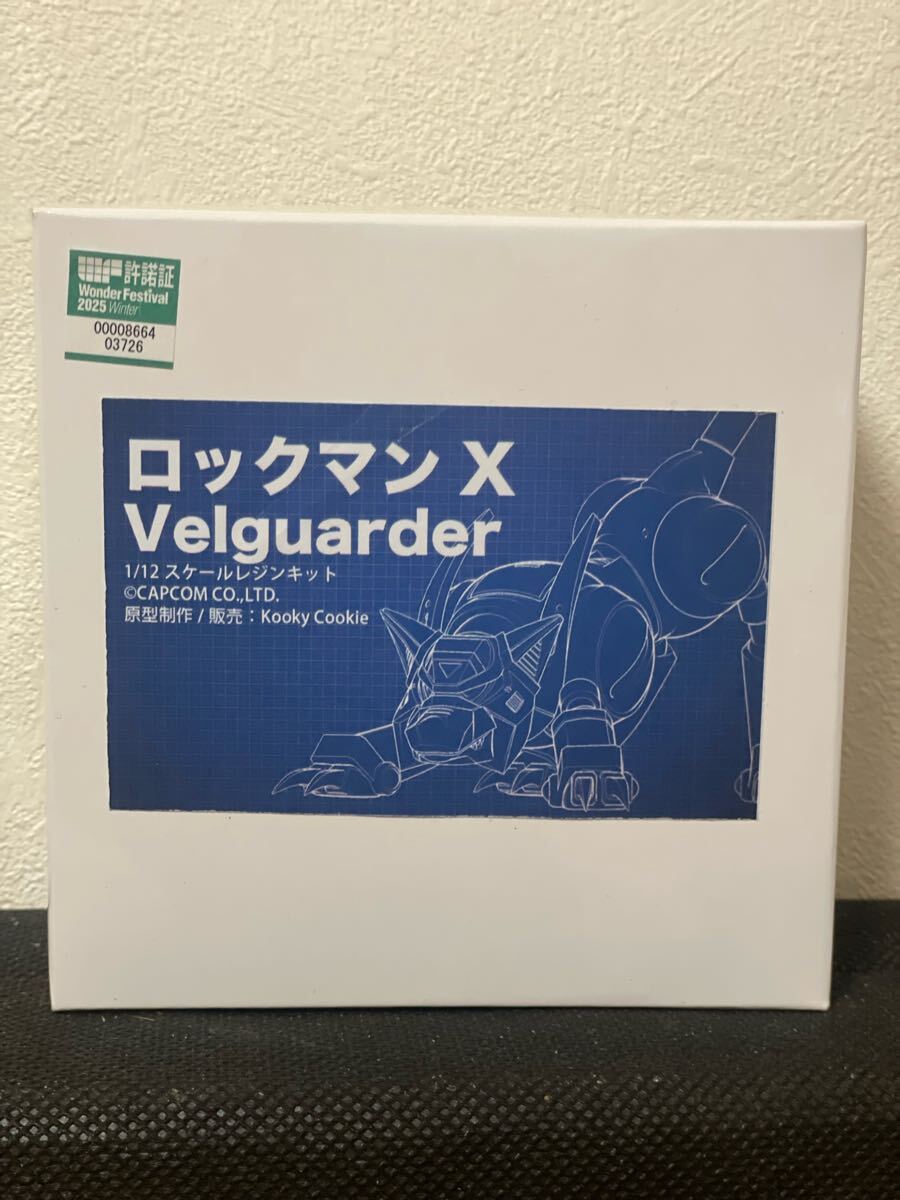 WF 許諾証
Wonder Festival
2025 Winter
00008664
03726
ロックマン X
Velguarder
1/12 スケールレジンキット
©CAPCOM CO.,LTD.
原型制作 / 販売：Kooky Cookie